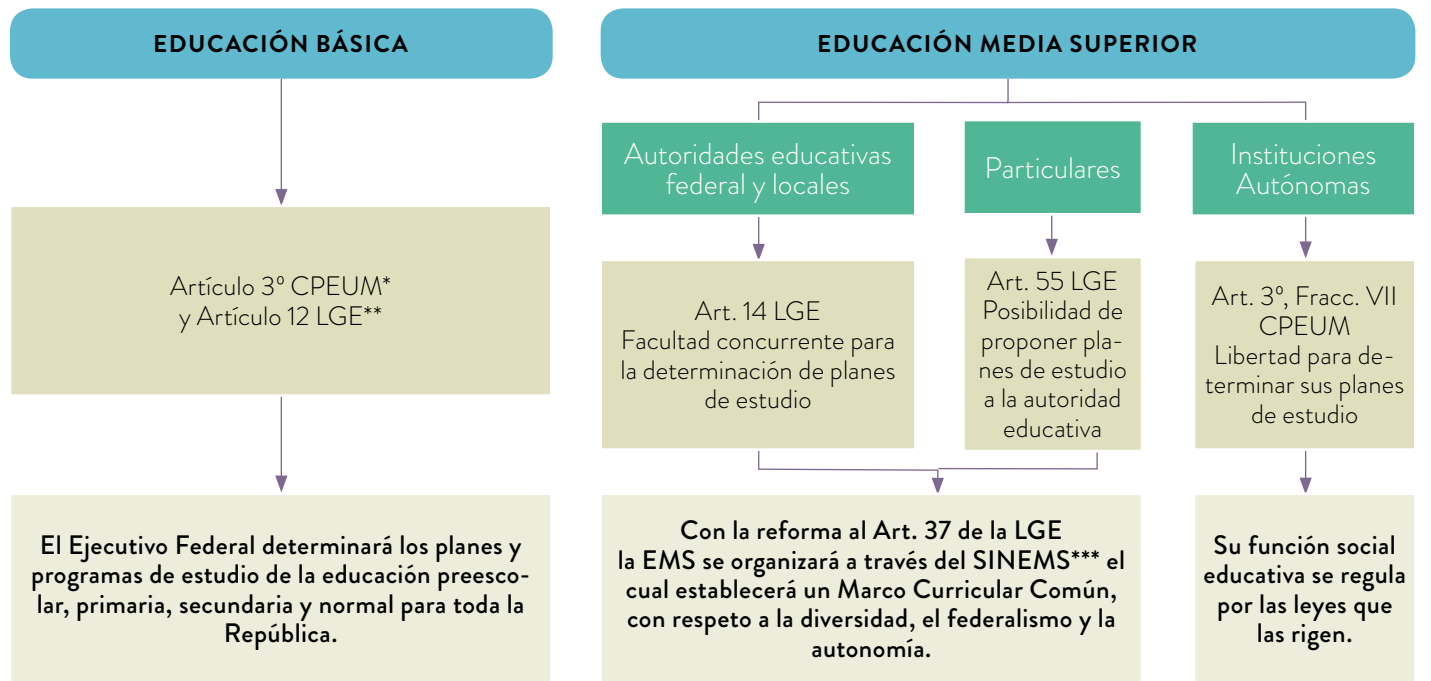 EDUCACIÓN BÁSICA
Artículo 3º CPEUM*
y Artículo 12 LGE**
El Ejecutivo Federal determinará los planes y
programas de estudio de la educación preesco-
lar, primaria, secundaria y normal para toda la
República.
EDUCACIÓN MEDIA SUPERIOR
Autoridades educativas
federal y locales
Art. 14 LGE
Facultad concurrente para
la determinación de planes
de estudio
Particulares
Art. 55 LGE
Posibilidad de
proponer pla-
nes de estudio
a la autoridad
educativa
Con la reforma al Art. 37 de la LGE
la EMS se organizará a través del SINEMS*** el
cual establecerá un Marco Curricular Común,
con respeto a la diversidad, el federalismo y la
autonomía.
Instituciones
Autónomas
Art. 3º, Fracc. VII
CPEUM
Libertad para de-
terminar sus planes
de estudio
Su función social
educativa se regula
por las leyes que
las rigen.